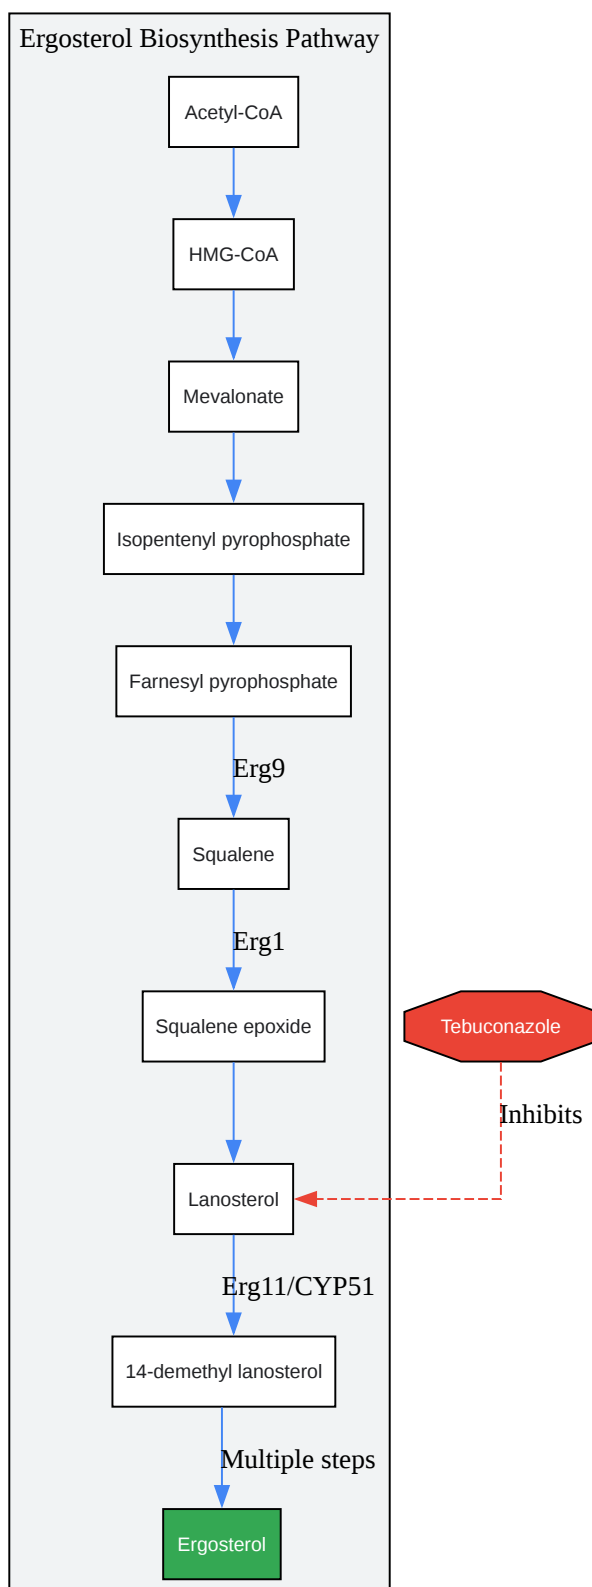 Ergosterol Biosynthesis Pathway
Acetyl-CoA
HMG-CoA
Mevalonate
Isopentenyl pyrophosphate
Farnesyl pyrophosphate
Erg9
Squalene
Erg1
Squalene epoxide
Tebuconazole
Inhibits
Lanosterol
Erg11/CYP51
14-demethyl lanosterol
Multiple steps
Ergosterol